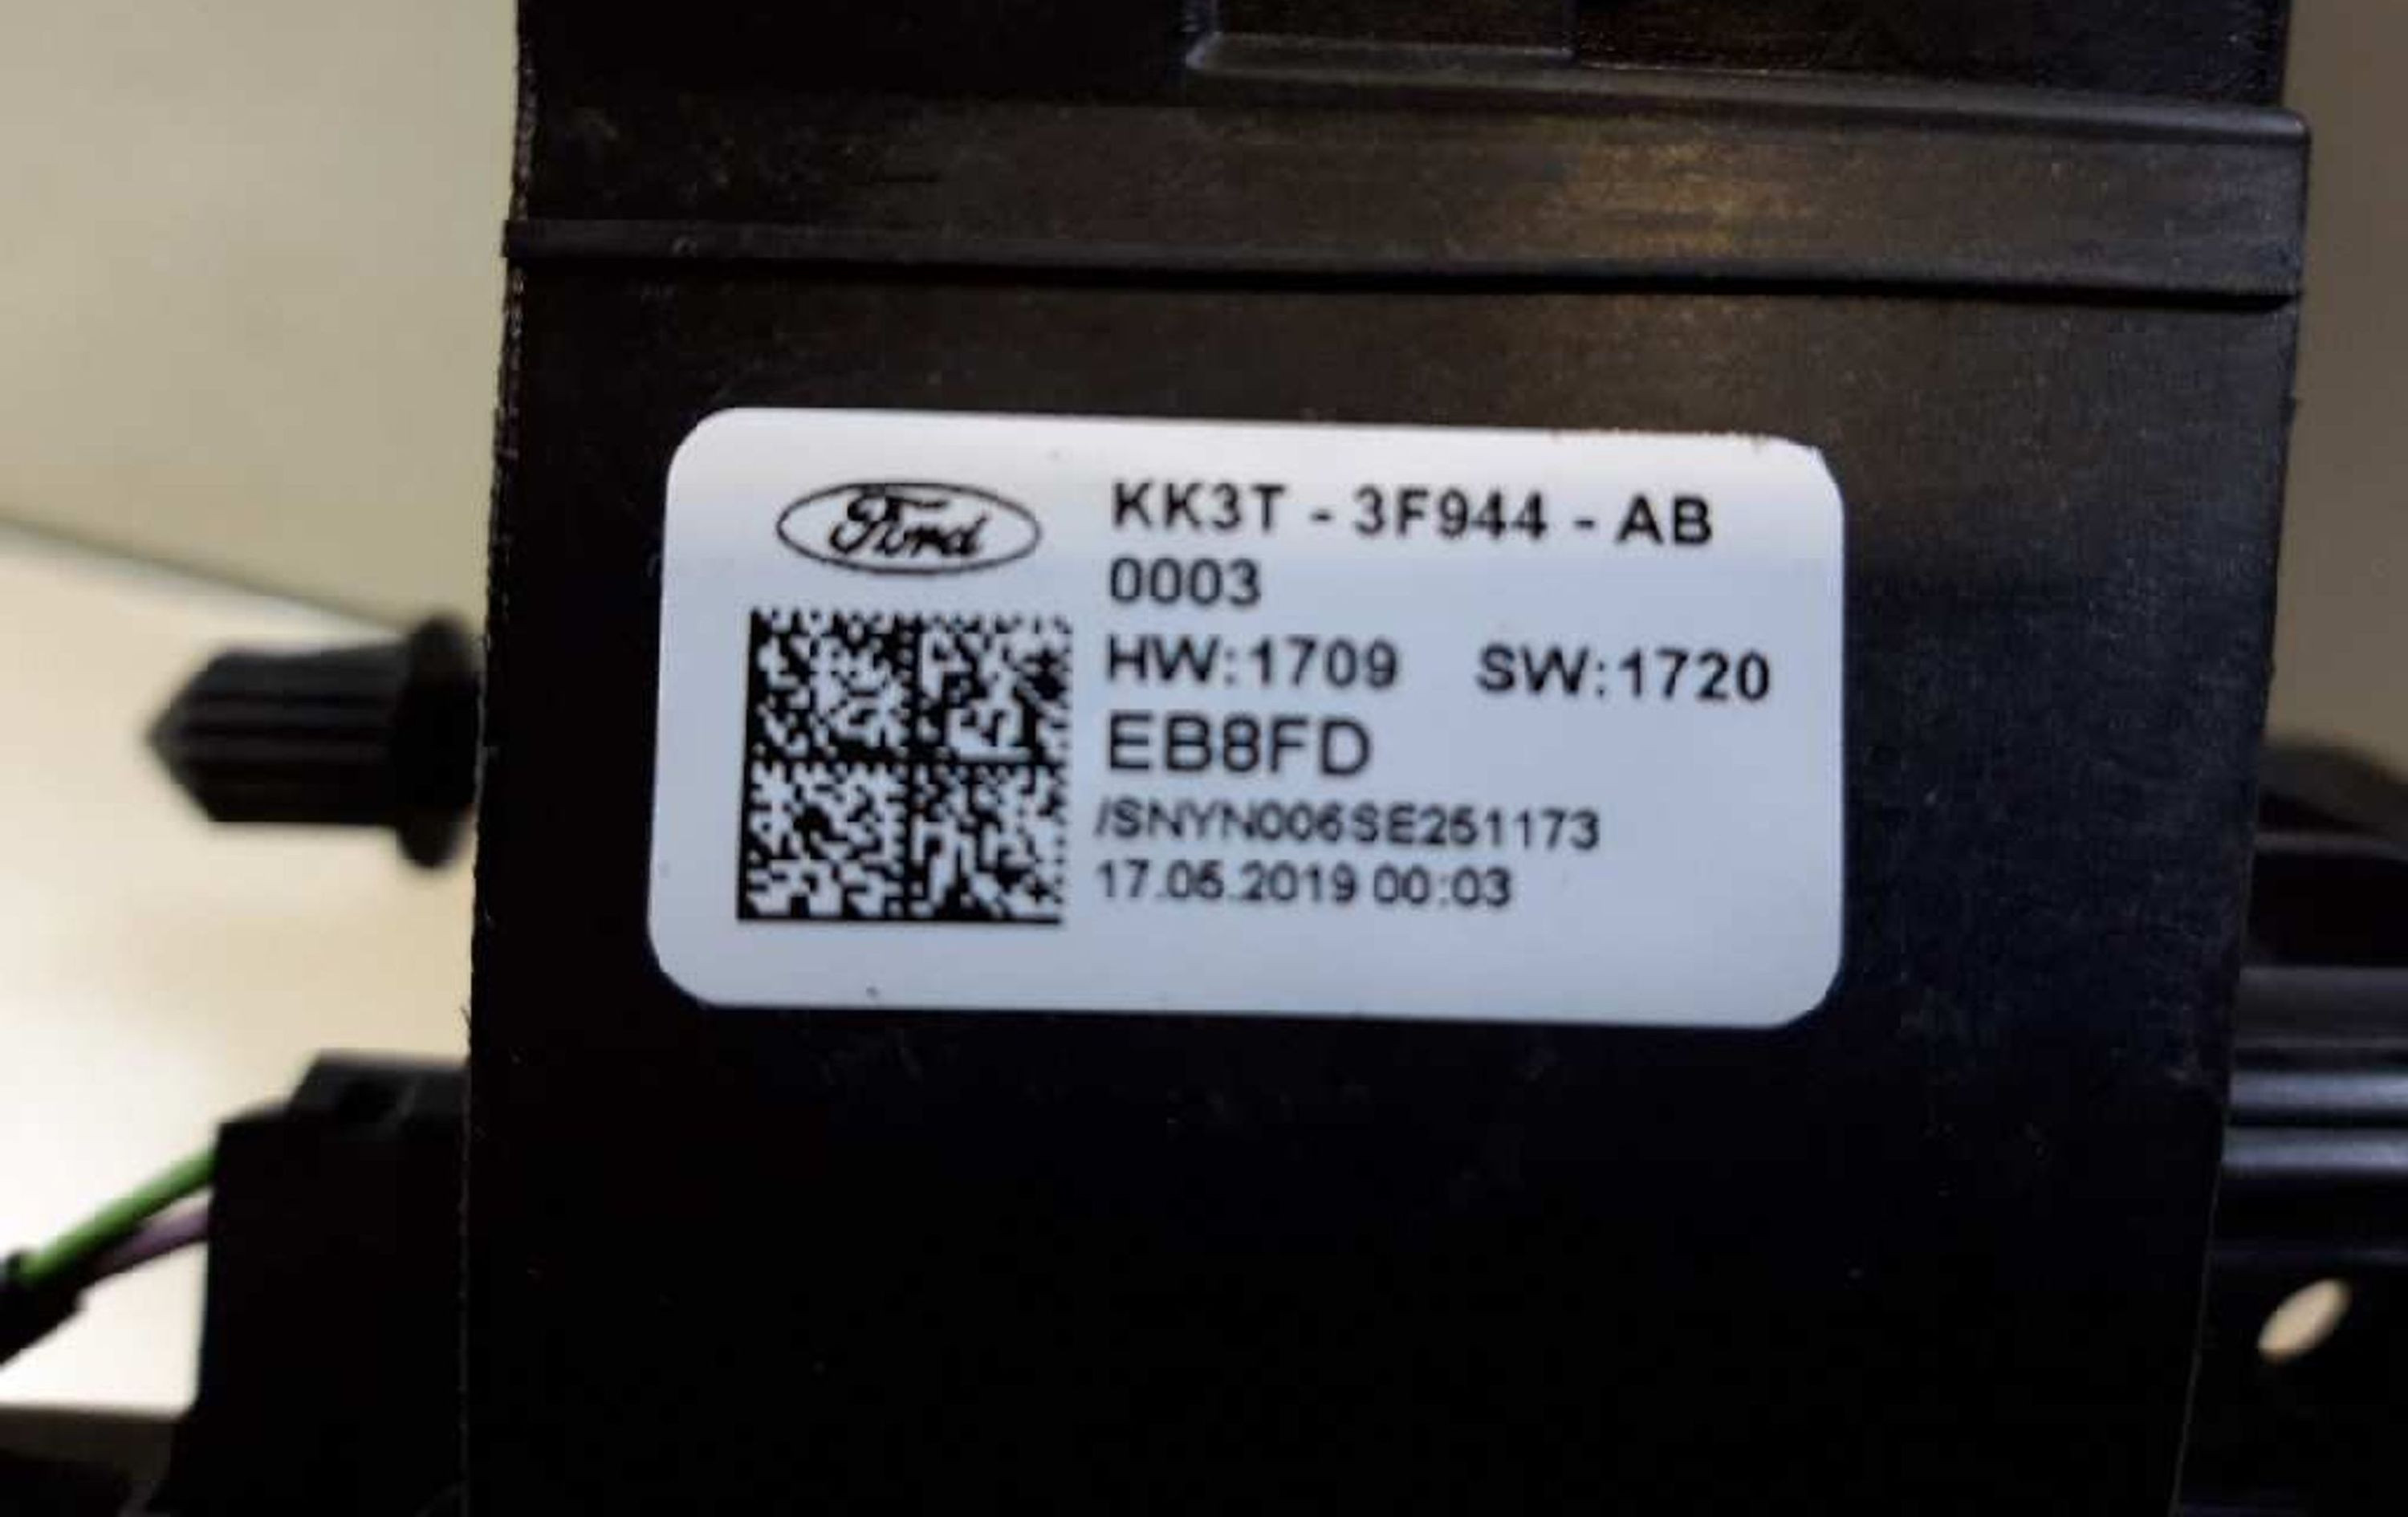 Ford
KK3T - 3F944 - AB
0003
HW:1709 SW:1720
EB8FD
/SNYN006SE251173
17.05.2019 00:03